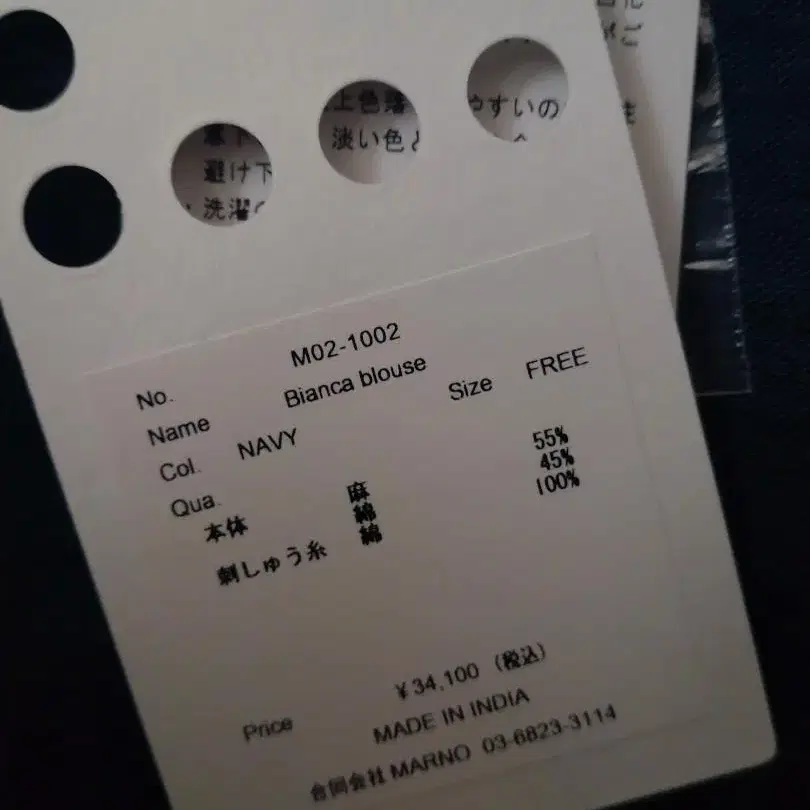 上色落
やすいの
淡い色と
避け下
・洗濯の
No. M02-1002
Name Bianca blouse
Col. NAVY Size FREE
Qua.
本体 麻 55%
綿 45%
刺しゅう糸 綿 100%
Price ¥34,100 (税込)
MADE IN INDIA
合同会社 MARNO 03-6823-3114